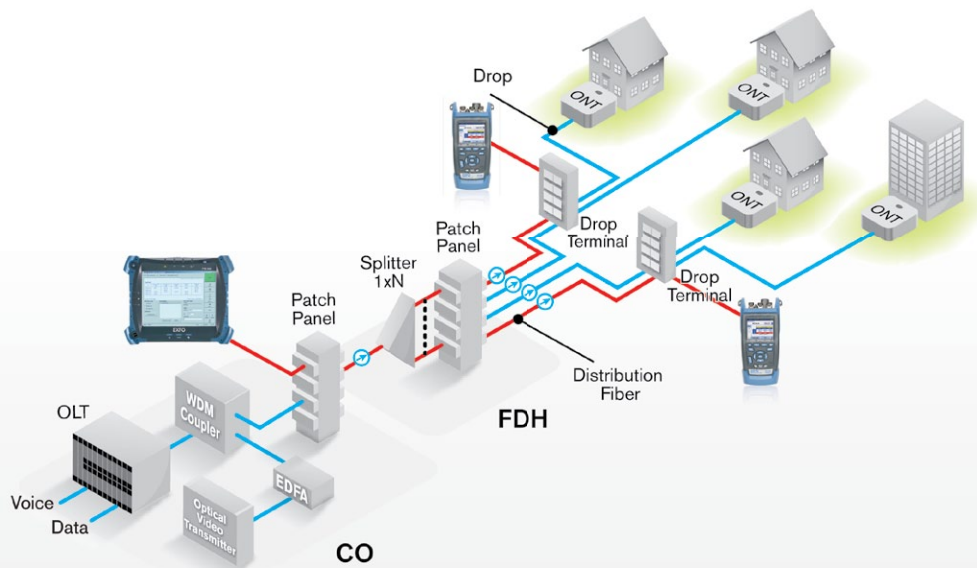 Drop
ONT
ONT
ONT
ONT
Drop
Terminal
Drop
Terminal
Patch
Panel
Splitter
1xN
Patch
Panel
Distribution
Fiber
FDH
EXFO
WDM
Coupler
OLT
EDFA
Optical
Video
Transmitter
Voice
Data
CO